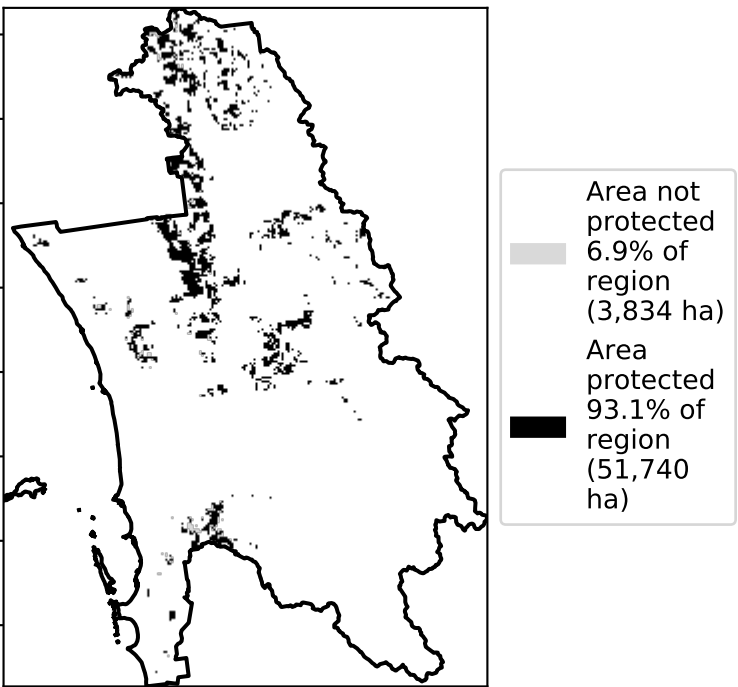 Area not
protected
6.9% of
region
(3,834 ha)
Area
protected
93.1% of
region
(51,740
ha)